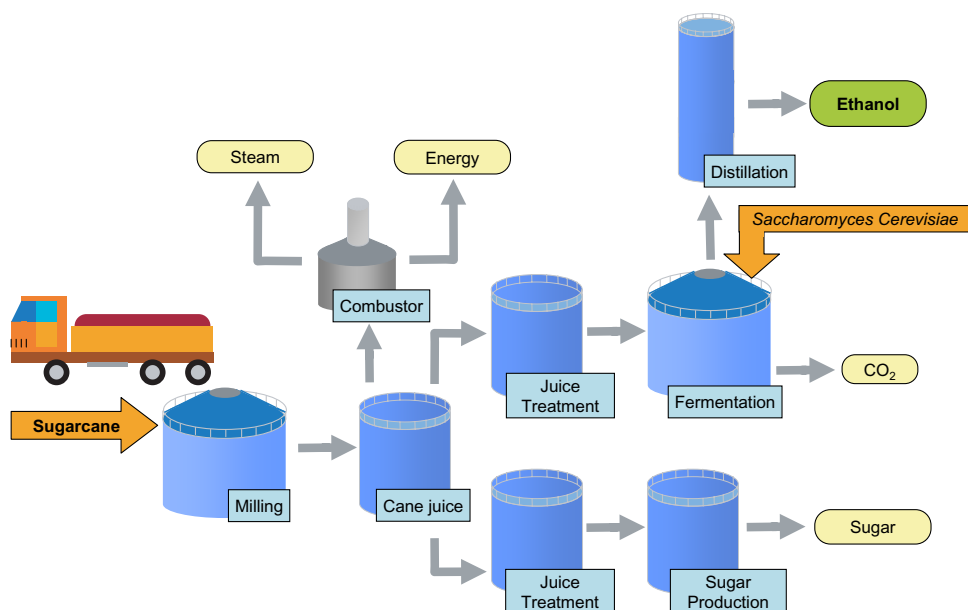 Ethanol
Steam
Energy
Distillation
Saccharomyces Cerevisiae
Combustor
Juice
Treatment
Fermentation
CO₂
Sugarcane
Milling
Cane juice
Sugar
Juice
Treatment
Sugar
Production